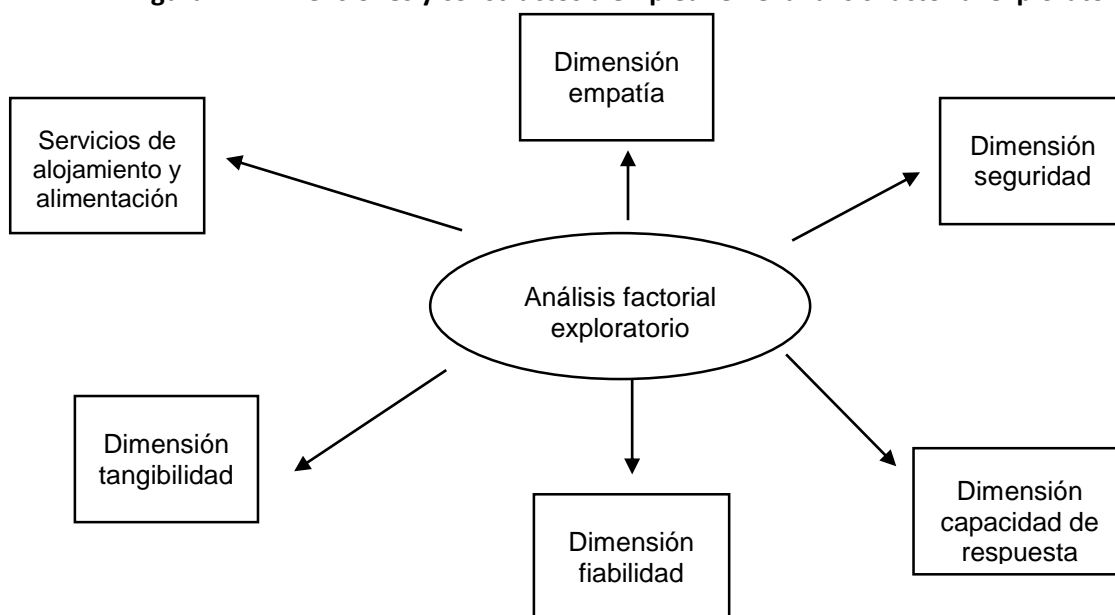 Dimensión
empatía
Servicios de
alojamiento y
alimentación
Dimensión
seguridad
Análisis factorial
exploratorio
Dimensión
tangibilidad
Dimensión
fiabilidad
Dimensión
capacidad de
respuesta